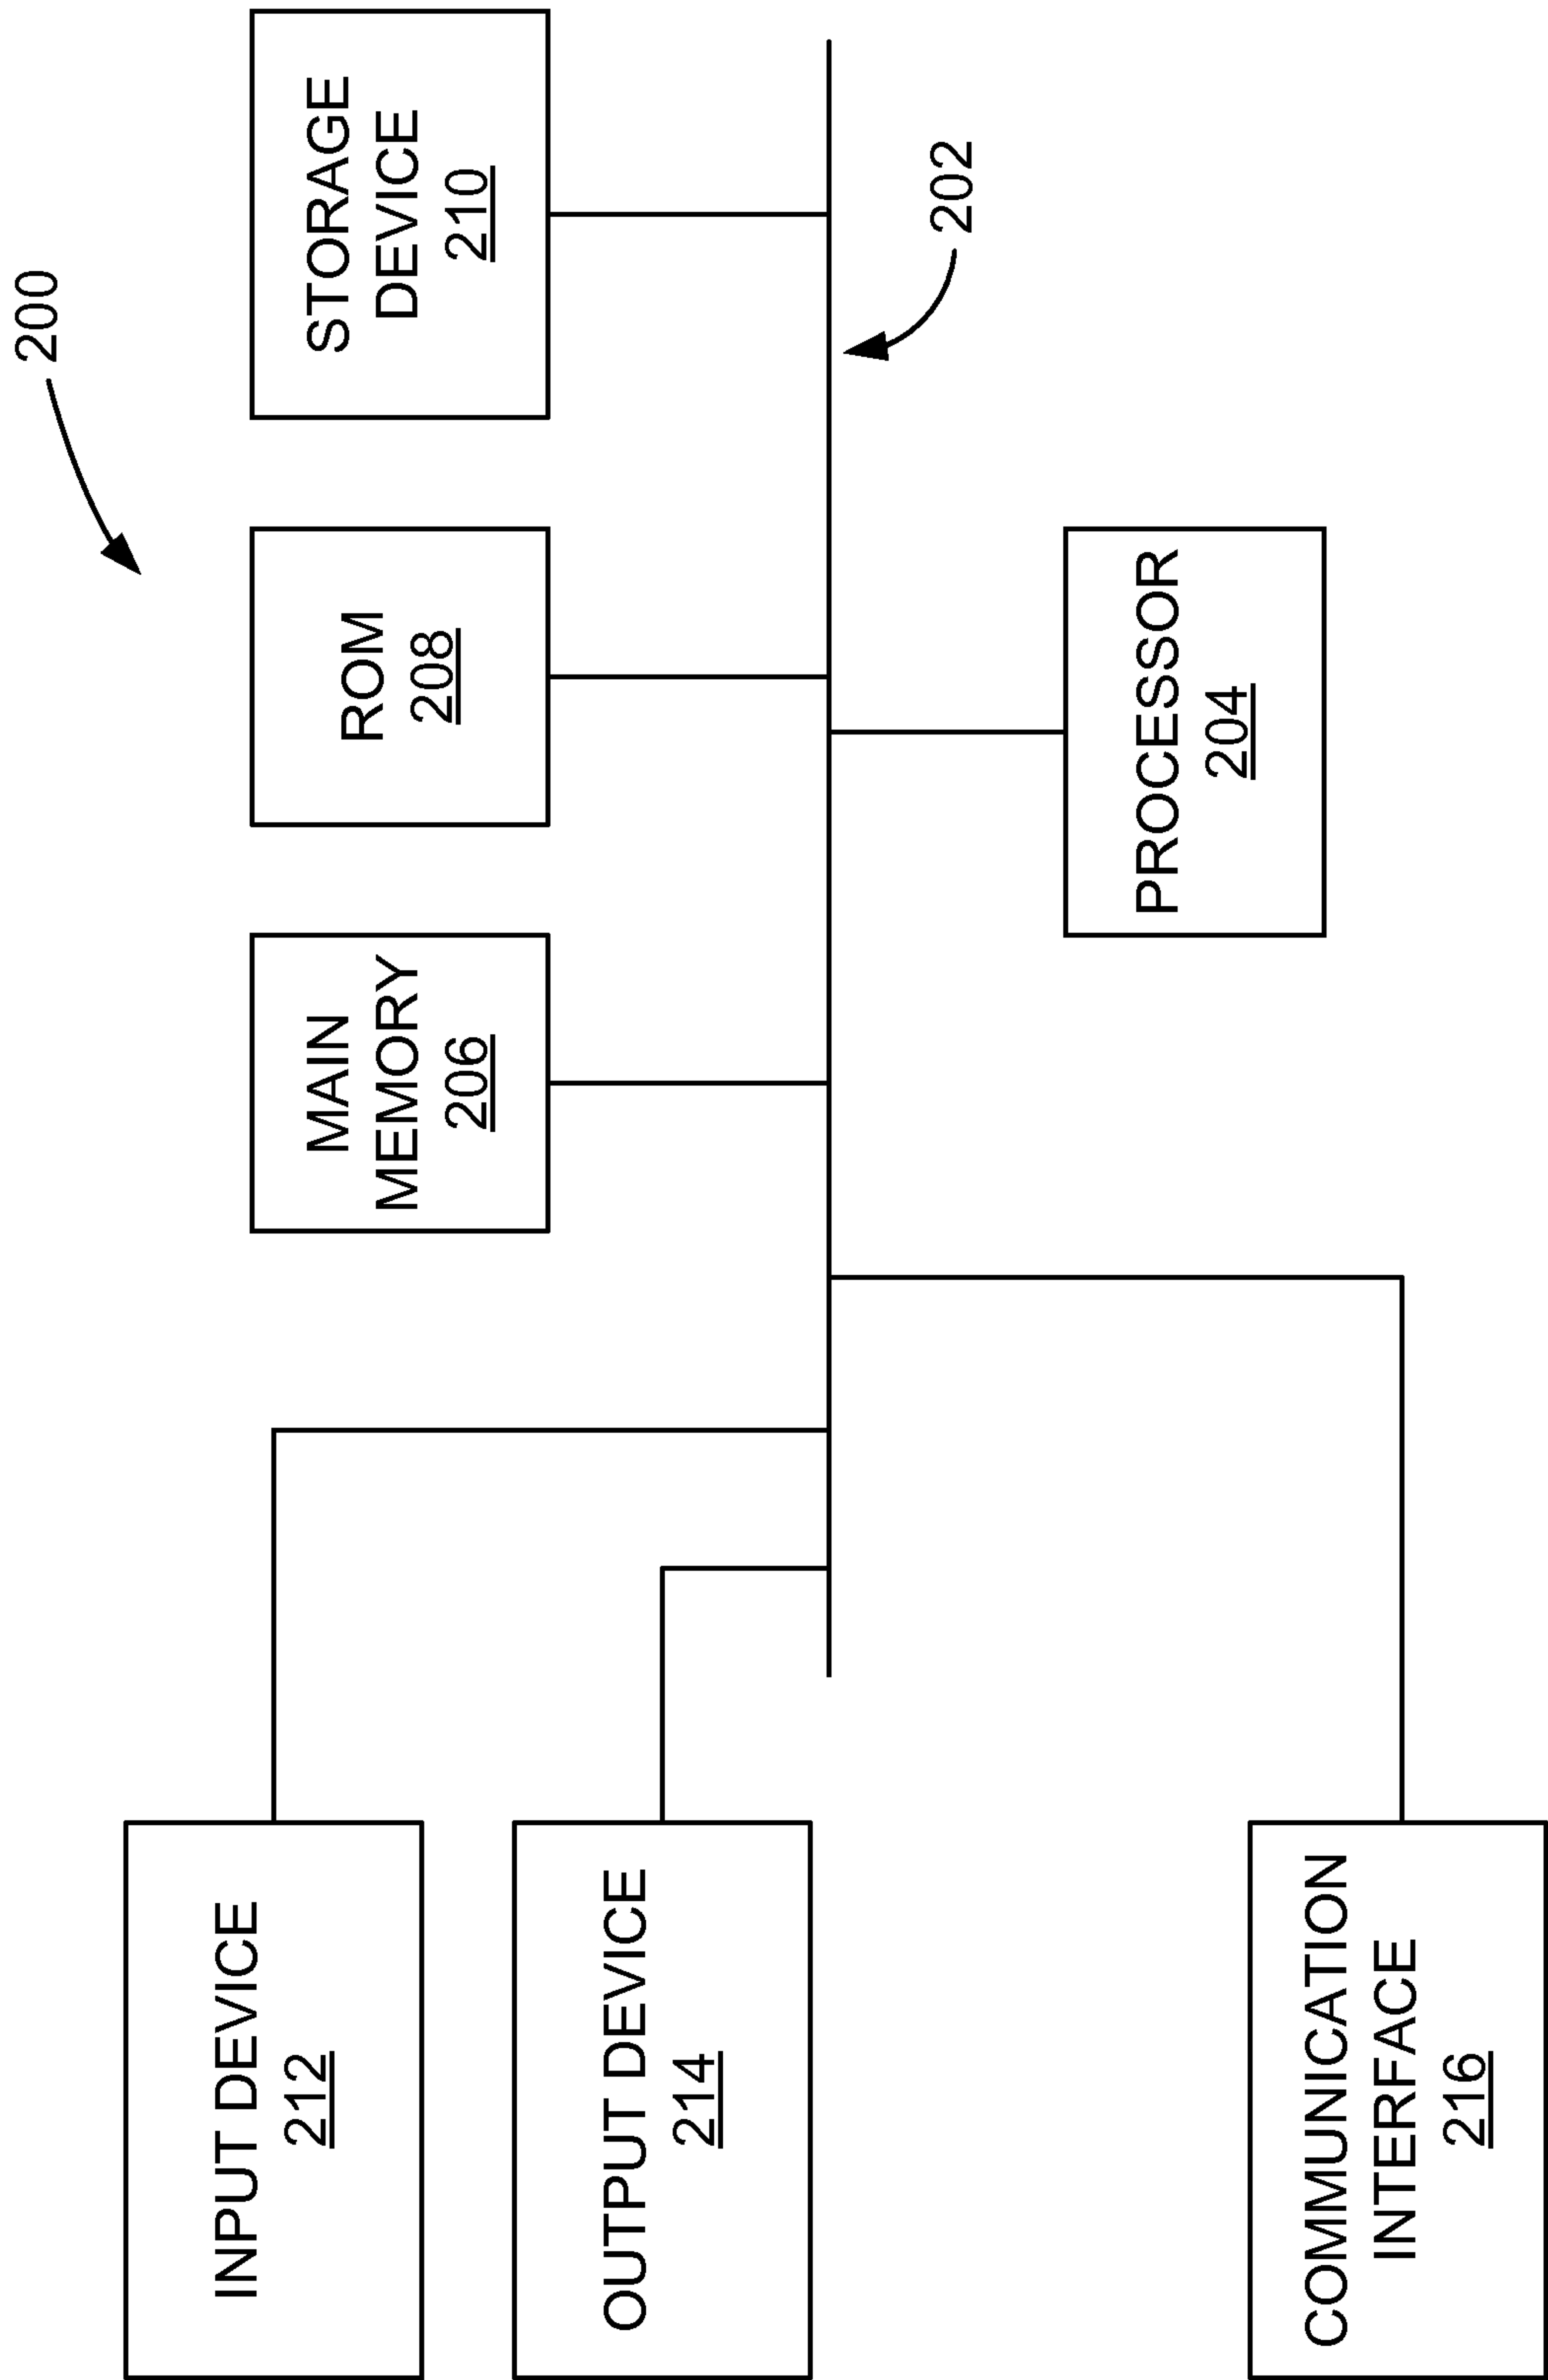 200
INPUT DEVICE
212
MAIN
MEMORY
206
ROM
208
STORAGE
DEVICE
210
OUTPUT DEVICE
214
202
PROCESSOR
204
COMMUNICATION
INTERFACE
216